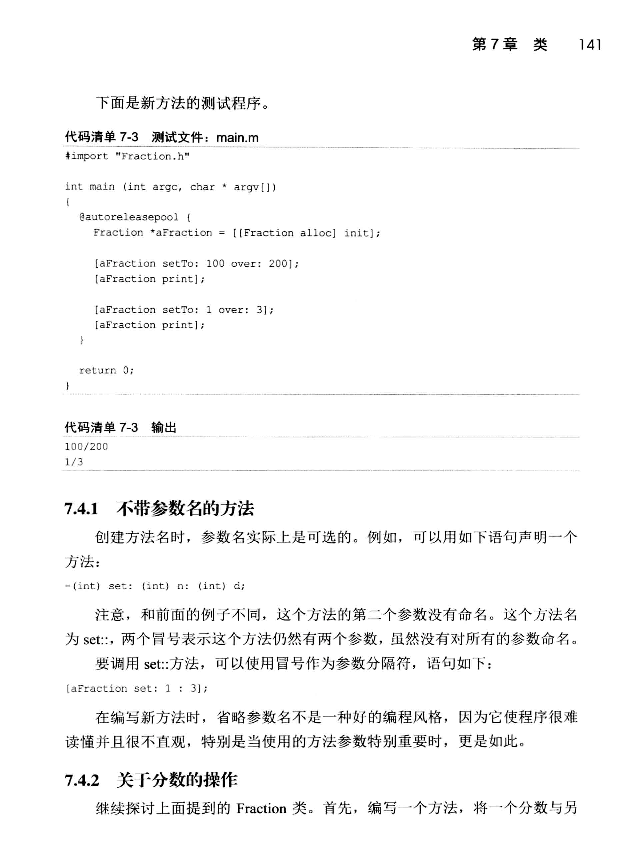 第7章 类 141
下面是新方法的测试程序。
代码清单 7-3 测试文件：main.m
#import "Fraction.h"
int main (int argc, char * argv[])
{
@autoreleasepool {
Fraction *aFraction = [[Fraction alloc] init];
[aFraction setTo: 100 over: 200];
[aFraction print];
[aFraction setTo: 1 over: 3];
[aFraction print];
}
return 0;
}
代码清单 7-3 输出
100/200
1/3
7.4.1 不带参数名的方法
创建方法名时，参数名实际上是可选的。例如，可以用如下语句声明一个
方法：
-(int) set: (int) n: (int) d;
注意，和前面的例子不同，这个方法的第二个参数没有命名。这个方法名
为 set::，两个冒号表示这个方法仍然有两个参数，虽然没有对所有的参数命名。
要调用 set::方法，可以使用冒号作为参数分隔符，语句如下：
[aFraction set: 1 : 3];
在编写新方法时，省略参数名不是一种好的编程风格，因为它使程序很难
读懂并且很不直观，特别是当使用的方法参数特别重要时，更是如此。
7.4.2 关于分数的操作
继续探讨上面提到的 Fraction 类。首先，编写一个方法，将一个分数与另